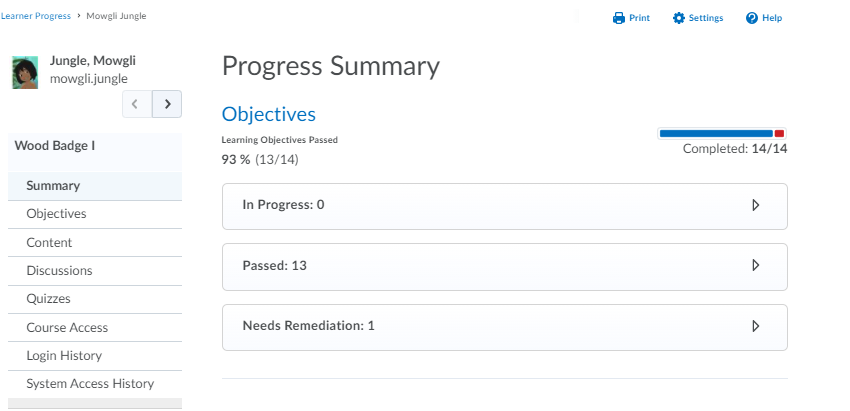 Learner Progress › Mowgli Jungle
Print Settings Help
Jungle, Mowgli
mowgli.jungle
Wood Badge I
Summary
Objectives
Content
Discussions
Quizzes
Course Access
Login History
System Access History
Progress Summary
Objectives
Learning Objectives Passed
93 % (13/14)
Completed: 14/14
In Progress: 0
Passed: 13
Needs Remediation: 1